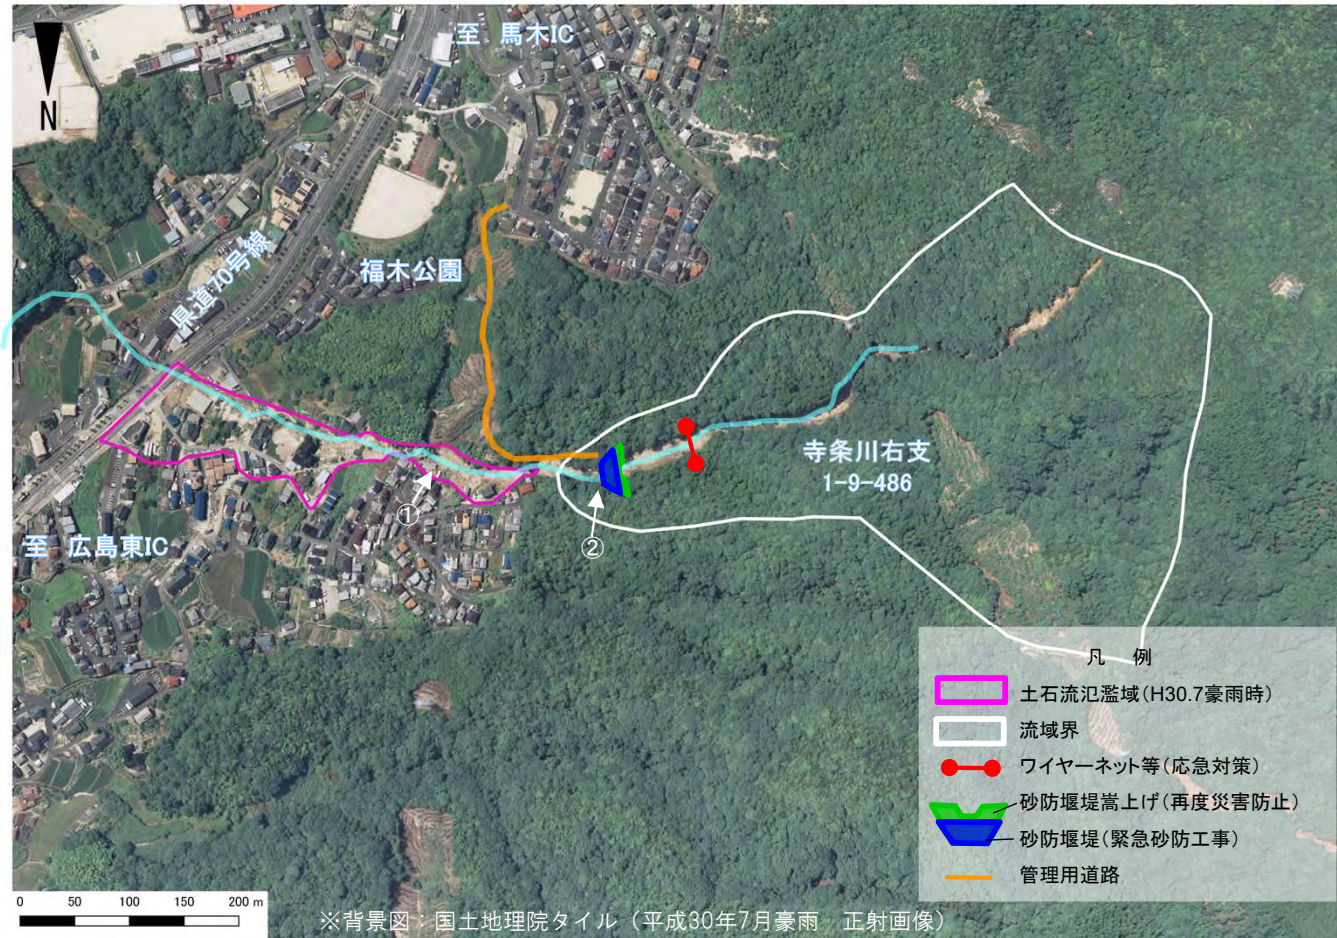 至 馬木IC
N
県道70号線
福木公園
寺条川右支
1-9-486
①
②
至 広島東IC
凡 例
土石流氾濫域(H30.7豪雨時)
流域界
ワイヤーネット等(応急対策)
砂防堰堤嵩上げ(再度災害防止)
砂防堰堤(緊急砂防工事)
管理用道路
0 50 100 150 200 m
※背景図：国土地理院タイル（平成30年7月豪雨 正射画像）